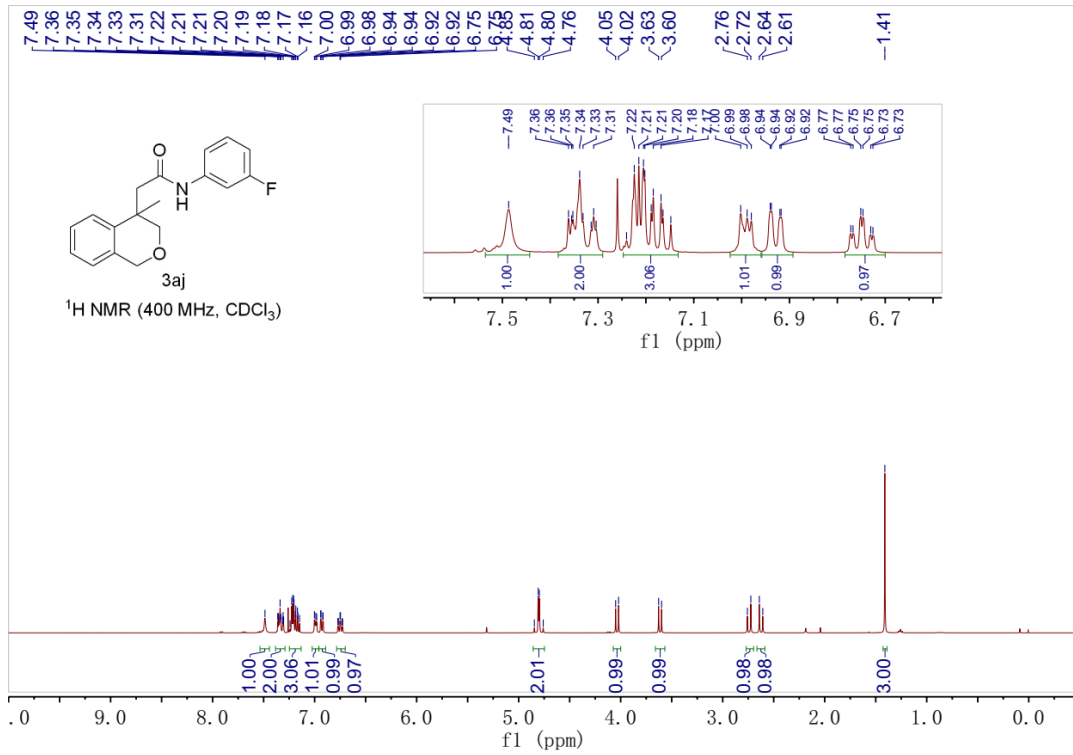 7.49 7.36 7.35 7.34 7.33 7.31 7.22 7.21 7.21 7.20 7.19 7.18 7.17 7.16 7.00 6.99 6.98 6.94 6.94 6.92 6.92 6.75 6.75 4.85 4.81 4.80 4.76 4.05 4.02 3.63 3.60 2.76 2.72 2.64 2.61 1.41
7.49 7.36 7.36 7.35 7.34 7.33 7.31 7.22 7.21 7.21 7.20 7.18 7.17 7.00 6.99 6.98 6.94 6.94 6.92 6.92 6.77 6.77 6.75 6.75 6.73 6.73
O
N
H
F
O
3aj
¹H NMR (400 MHz, CDCl₃)
1.00 2.00 3.06 1.01 0.99 0.97
7.5 7.3 7.1 6.9 6.7
f1 (ppm)
1.00 2.00 3.06 1.01 0.99 0.97 2.01 0.99 0.99 0.98 0.98 3.00
.0 9.0 8.0 7.0 6.0 5.0 4.0 3.0 2.0 1.0 0.0
f1 (ppm)